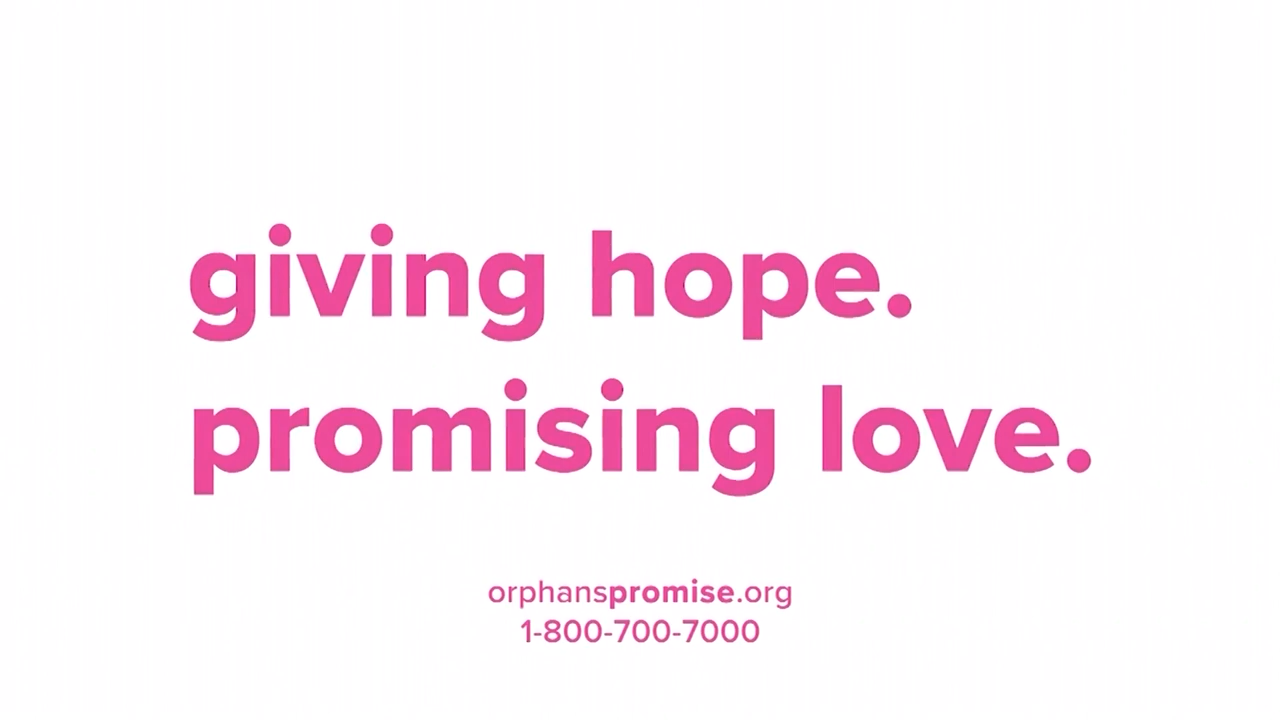 giving hope.
promising love.
orphanspromise.org
1-800-700-7000